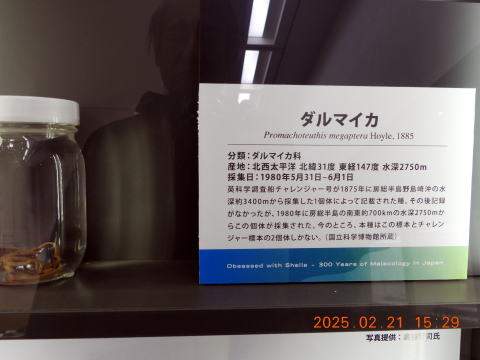 ダルマイカ
Promachoteuthis megaptera Hoyle, 1885
分類：ダルマイカ科
産地：北西太平洋 北緯31度 東経147度 水深2750m
採集日：1980年5月31日~6月1日
英科学調査船チャレンジャー号が1875年に房総半島野島崎沖の水
深約3400mから採集した1個体によって記載された種。その後記録
がなかったが、1980年に房総半島の南東約700kmの水深2750mか
らこの個体が採集された。今のところ、本種はこの標本とチャレン
ジャー標本の2個体しかない。（国立科学博物館所蔵）
Obsessed with Shells - 300 Years of Malacology in Japan
2025.02.21 15:29
写真提供：司氏